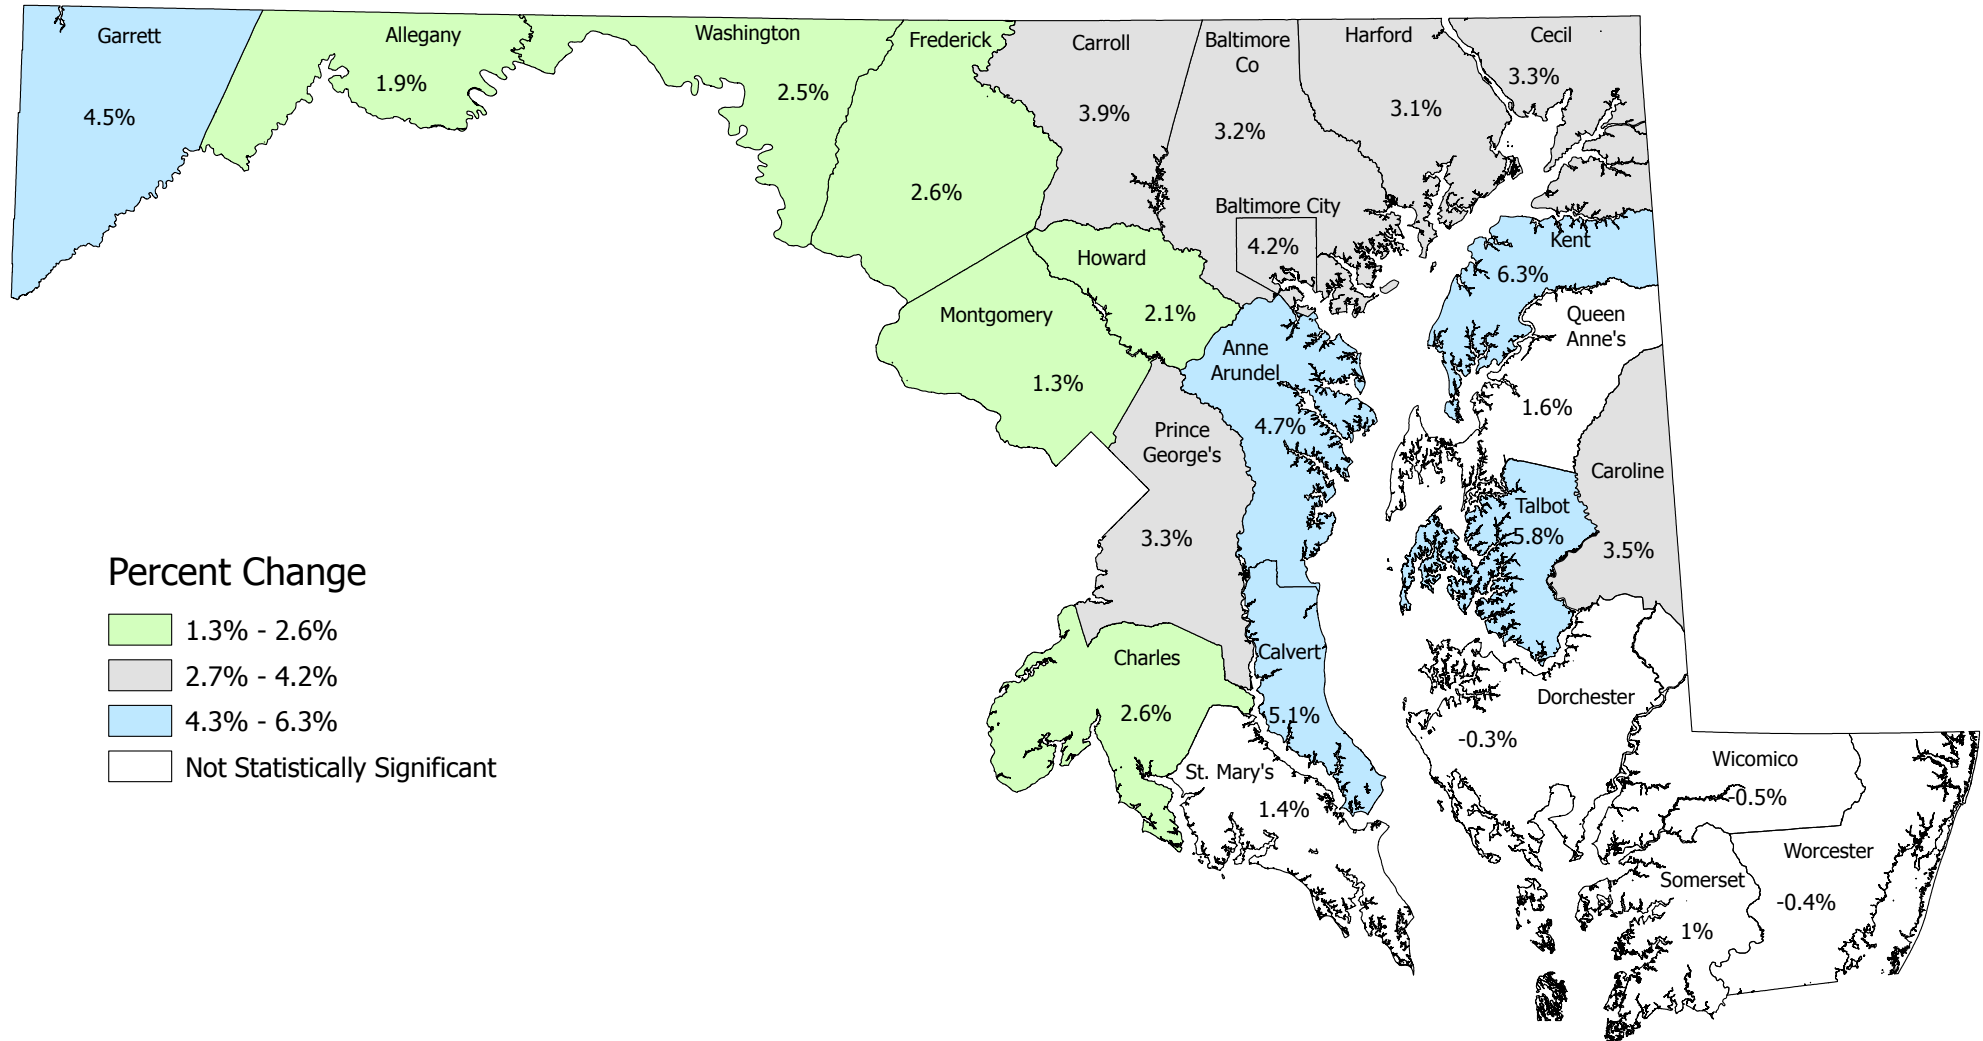 Garrett
4.5%
Allegany
1.9%
Washington
2.5%
Frederick
2.6%
Carroll
3.9%
Baltimore
Co
3.2%
Harford
3.1%
Cecil
3.3%
Baltimore City
4.2%
Kent
6.3%
Howard
2.1%
Montgomery
1.3%
Queen
Anne's
1.6%
Anne
Arundel
4.7%
Prince
George's
3.3%
Caroline
3.5%
Talbot
5.8%
Percent Change
1.3% - 2.6%
2.7% - 4.2%
4.3% - 6.3%
Not Statistically Significant
Charles
2.6%
Calvert
5.1%
Dorchester
-0.3%
St. Mary's
1.4%
Wicomico
-0.5%
Worcester
-0.4%
Somerset
1%